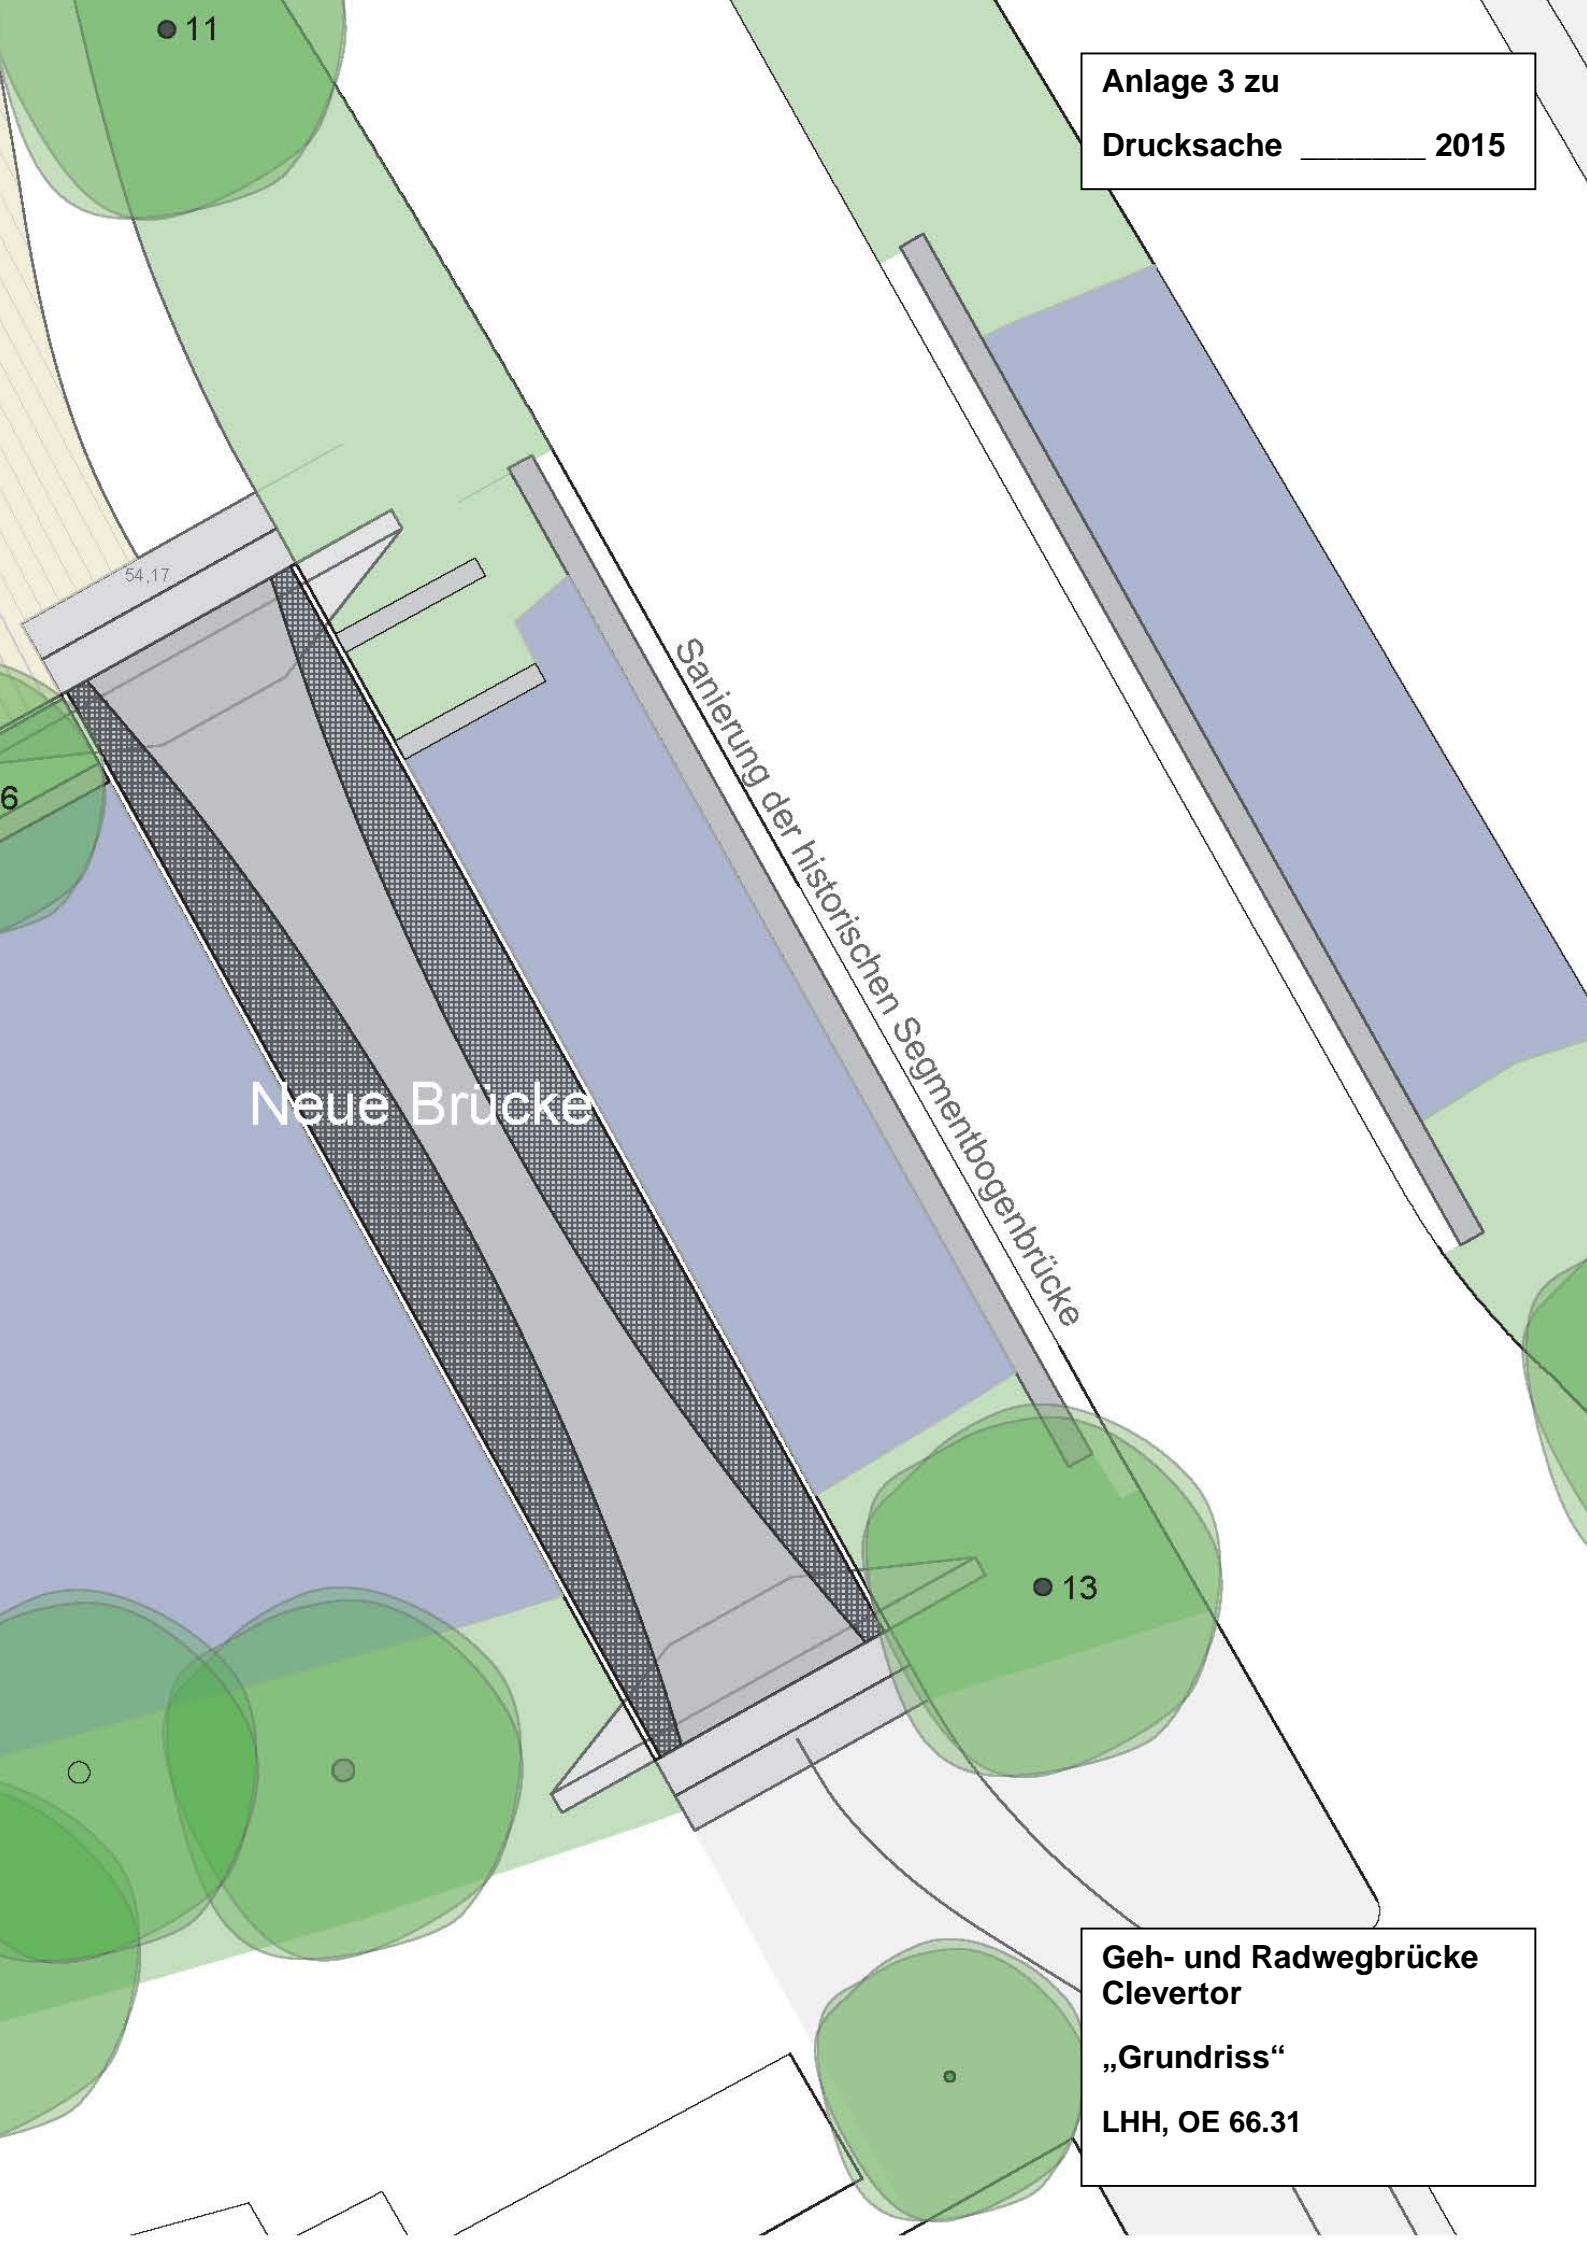 11
Anlage 3 zu
Drucksache _______ 2015
54,17
6
Sanierung der historischen Segmentbogenbrücke
Neue Brücke
13
Geh- und Radwegbrücke
Clevertor
„Grundriss“
LHH, OE 66.31